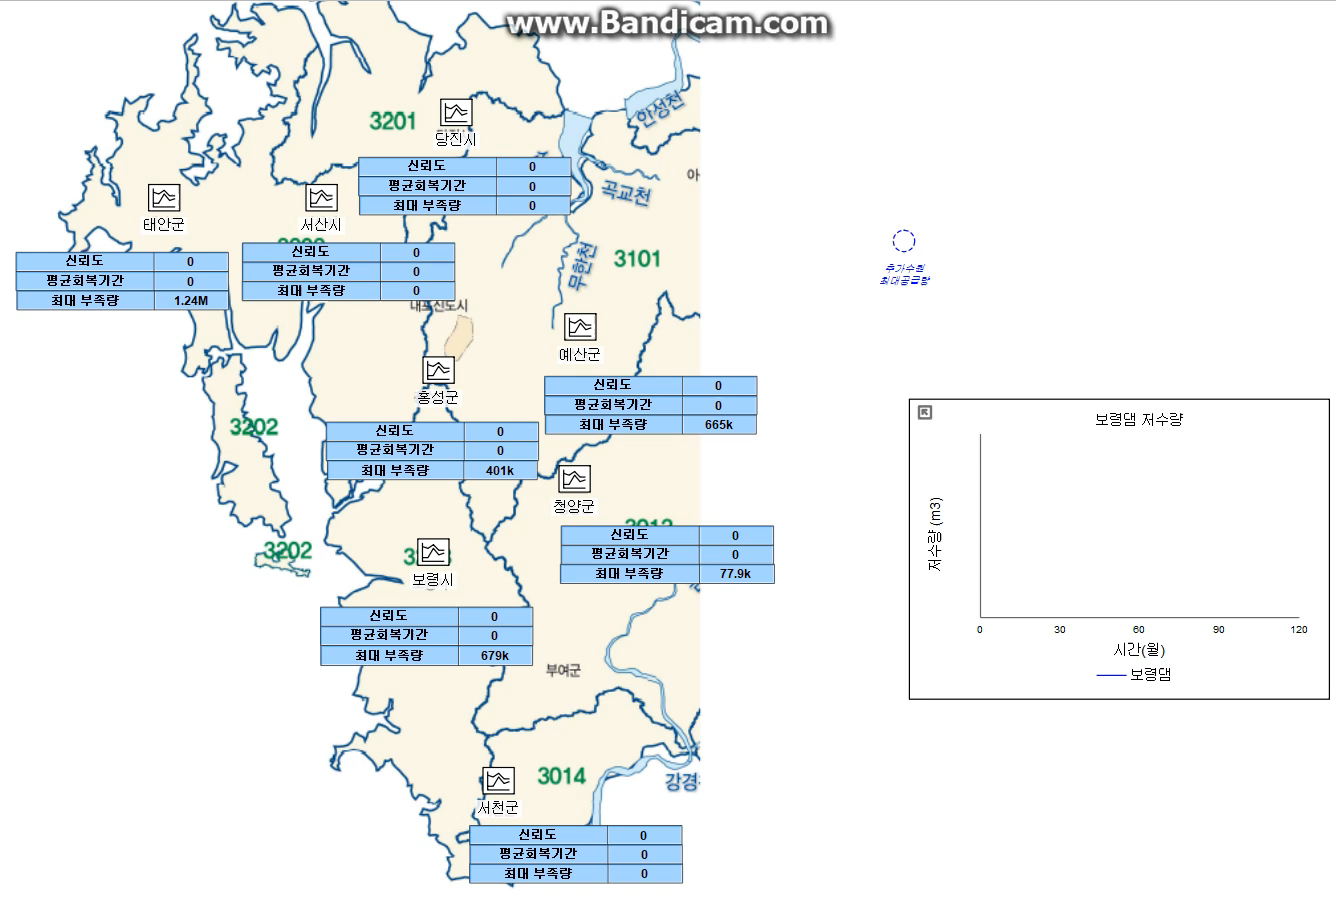 www.Bandicam.com
안성천
3201
당진시
신뢰도 0
평균회복기간 0
최대 부족량 0
곡교천
아
태안군
서산시
신뢰도 0
평균회복기간 0
최대 부족량 1.24M
신뢰도 0
평균회복기간 0
최대 부족량 0
무한천
3101
추가수원
최대공급량
내포신도시
예산군
신뢰도 0
평균회복기간 0
최대 부족량 665k
홍성군
3202
신뢰도 0
평균회복기간 0
최대 부족량 401k
보령댐 저수량
저수량 (m3)
0 30 60 90 120
시간(월)
보령댐
청양군
신뢰도 0
평균회복기간 0
최대 부족량 77.9k
3202
보령시
신뢰도 0
평균회복기간 0
최대 부족량 679k
부여군
3014
강경
서천군
신뢰도 0
평균회복기간 0
최대 부족량 0